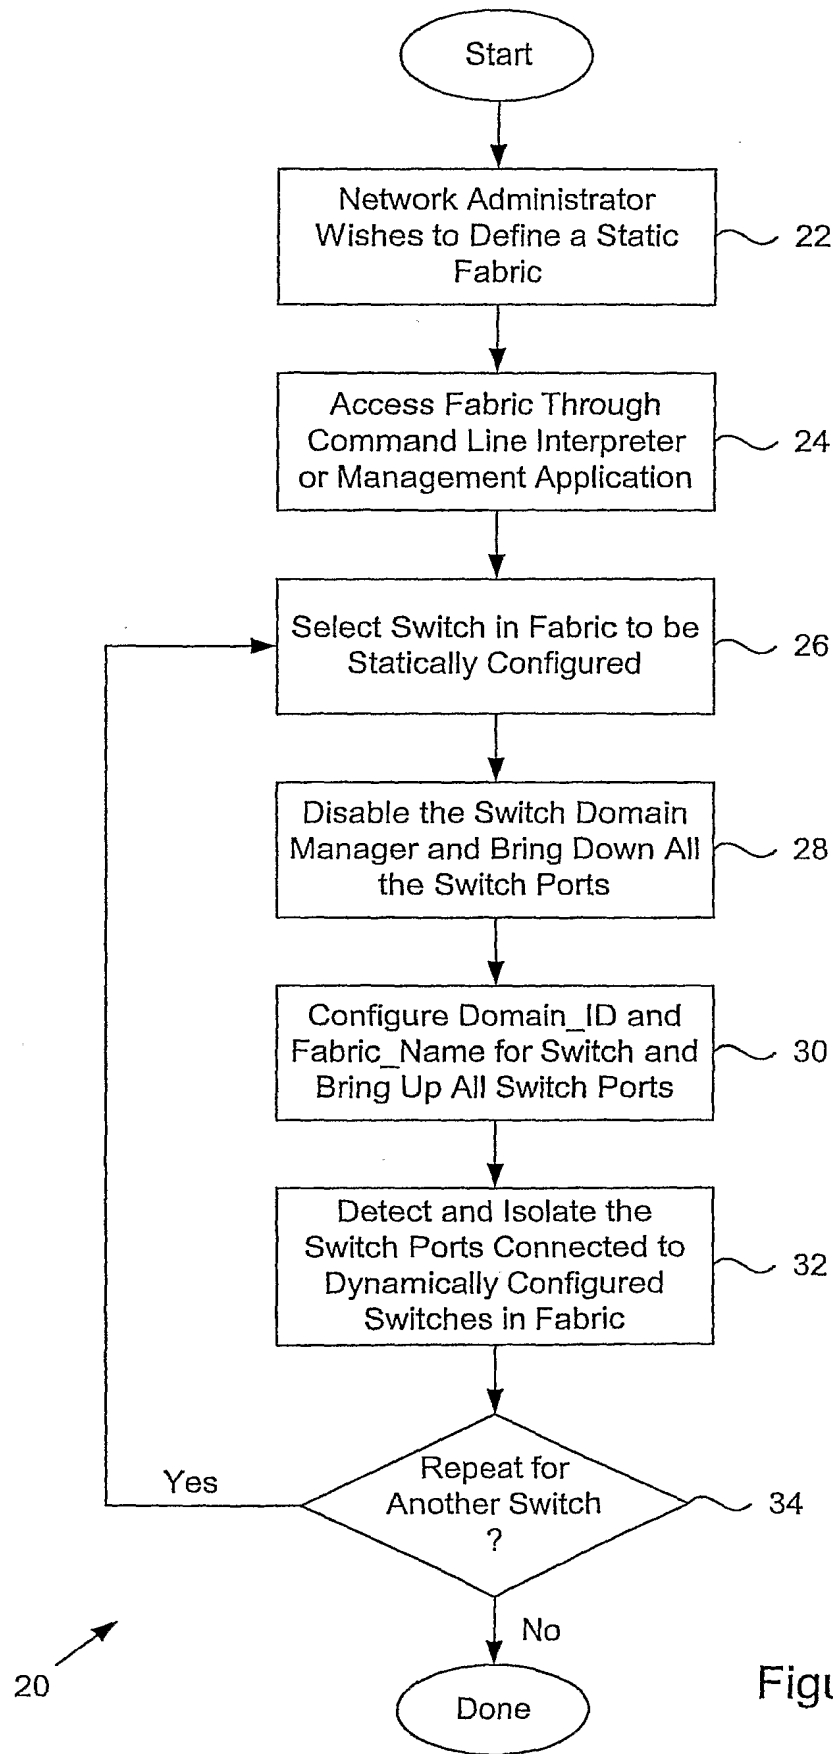 Start
Network Administrator
Wishes to Define a Static
Fabric
22
Access Fabric Through
Command Line Interpreter
or Management Application
24
Select Switch in Fabric to be
Statically Configured
26
Disable the Switch Domain
Manager and Bring Down All
the Switch Ports
28
Configure Domain_ID and
Fabric_Name for Switch and
Bring Up All Switch Ports
30
Detect and Isolate the
Switch Ports Connected to
Dynamically Configured
Switches in Fabric
32
Yes
Repeat for
Another Switch
?
34
No
20
Done